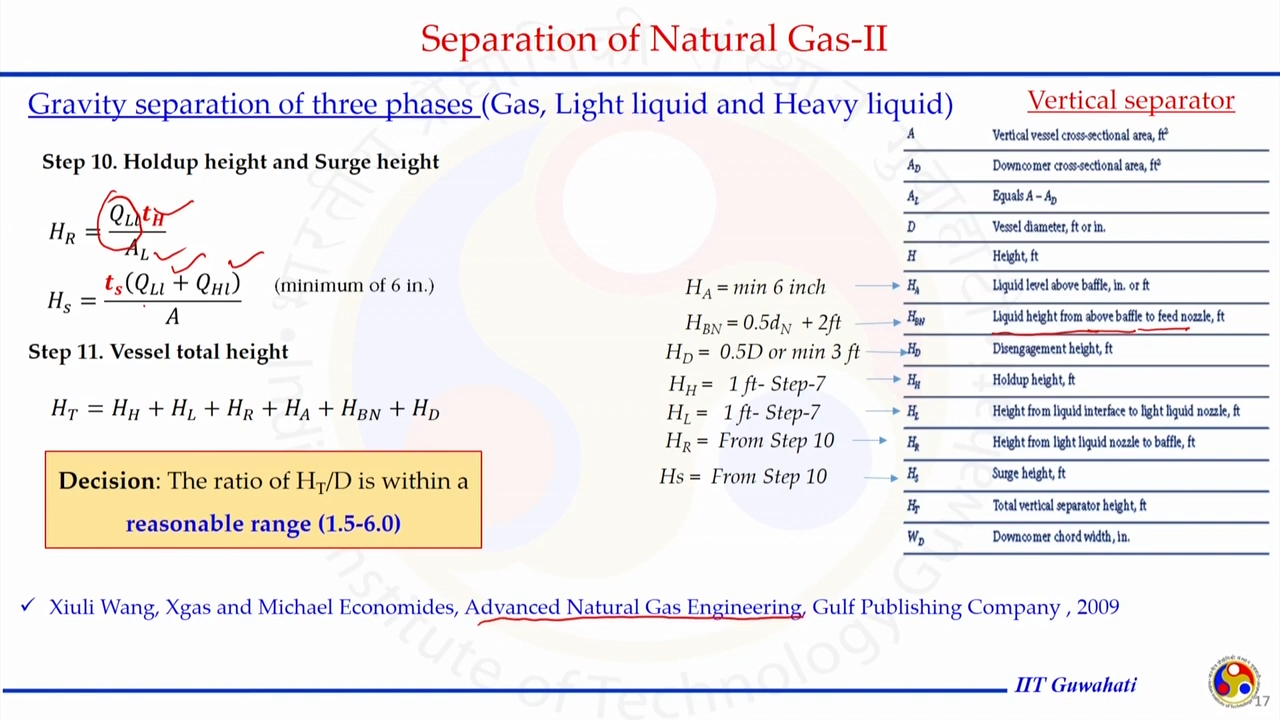 Separation of Natural Gas-II
Gravity separation of three phases (Gas, Light liquid and Heavy liquid)
Vertical separator
Step 10. Holdup height and Surge height
H_R = Q_Ll t_H / A_L
H_s = t_s(Q_Ll + Q_Hl) / A (minimum of 6 in.)
Step 11. Vessel total height
H_T = H_H + H_L + H_R + H_A + H_BN + H_D
Decision: The ratio of H_T/D is within a
reasonable range (1.5-6.0)
H_A = min 6 inch
H_BN = 0.5d_N + 2ft
H_D = 0.5D or min 3 ft
H_H = 1 ft- Step-7
H_L = 1 ft- Step-7
H_R = From Step 10
Hs = From Step 10
A Vertical vessel cross-sectional area, ft²
A_D Downcomer cross-sectional area, ft²
A_L Equals A – A_D
D Vessel diameter, ft or in.
H Height, ft
H_A Liquid level above baffle, in. or ft
H_BN Liquid height from above baffle to feed nozzle, ft
H_D Disengagement height, ft
H_H Holdup height, ft
H_L Height from liquid interface to light liquid nozzle, ft
H_R Height from light liquid nozzle to baffle, ft
H_S Surge height, ft
H_T Total vertical separator height, ft
W_D Downcomer chord width, in.
✓ Xiuli Wang, Xgas and Michael Economides, Advanced Natural Gas Engineering, Gulf Publishing Company , 2009
IIT Guwahati
17
Indian Institute of Technology Guwahati